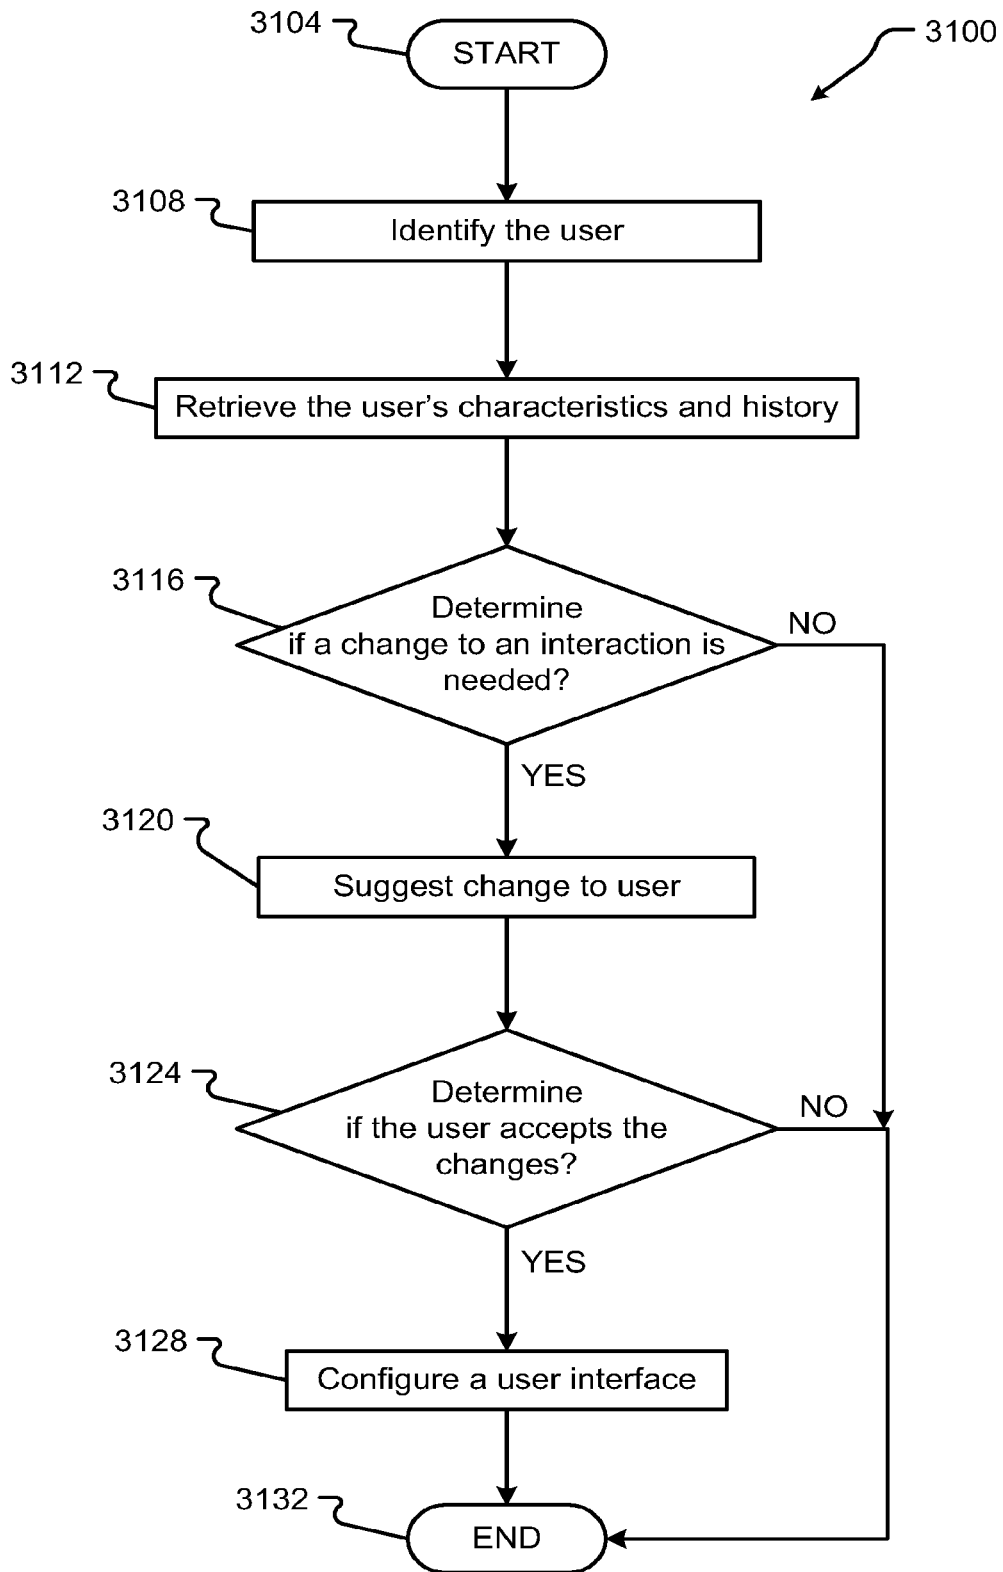 3104
START
3100
3108
Identify the user
3112
Retrieve the user's characteristics and history
3116
Determine
if a change to an interaction is
needed?
NO
YES
3120
Suggest change to user
3124
Determine
if the user accepts the
changes?
NO
YES
3128
Configure a user interface
3132
END